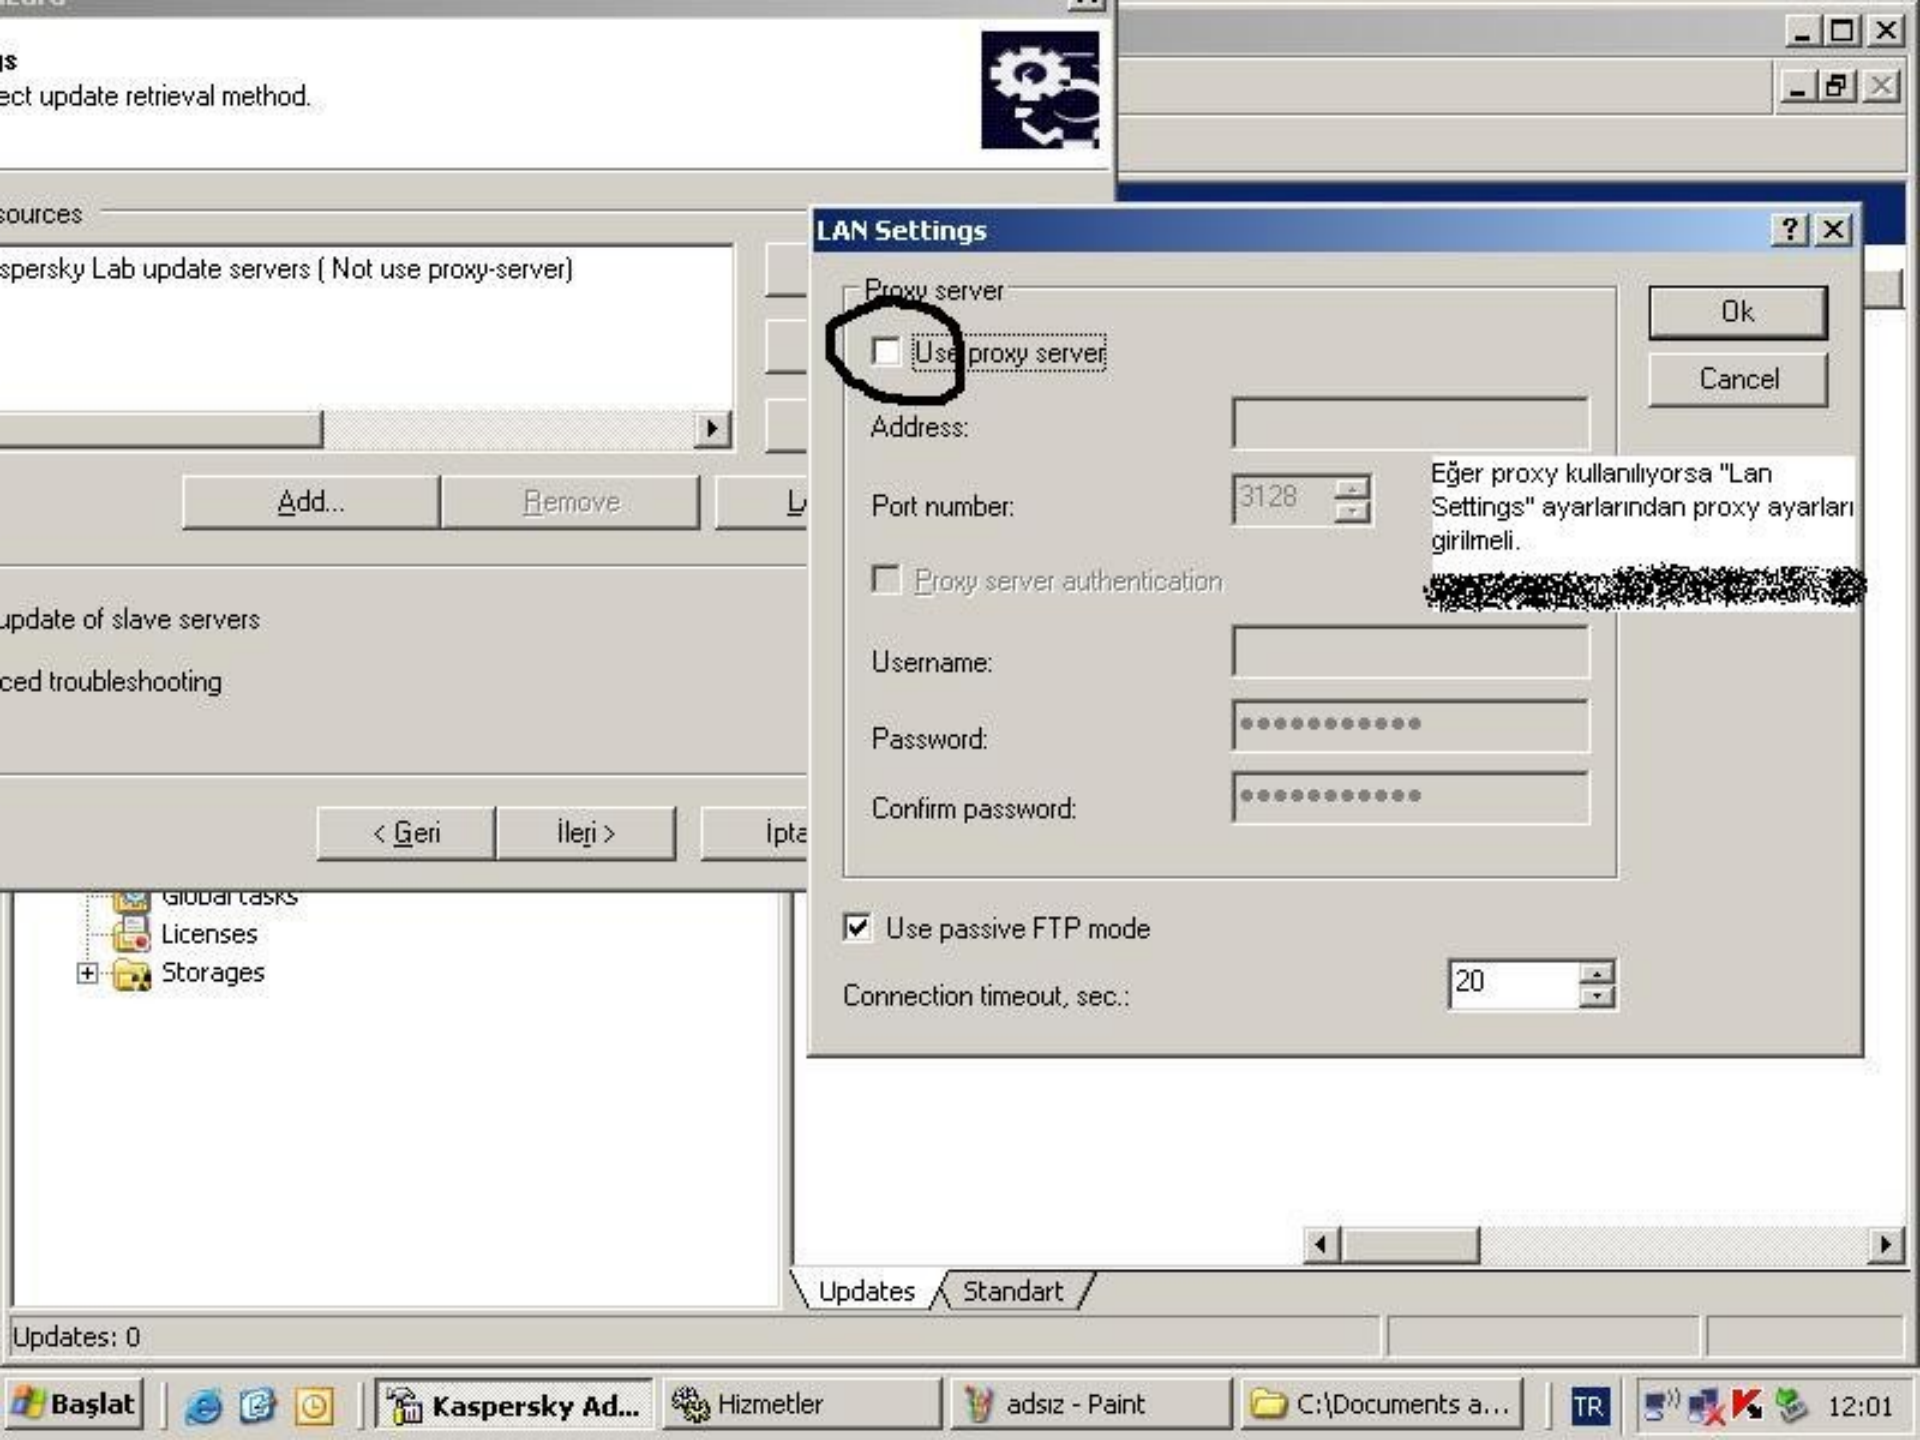 ect update retrieval method.
sources
spersky Lab update servers ( Not use proxy-server)
Add...
Remove
update of slave servers
ced troubleshooting
< Geri
İleri >
LAN Settings
Proxy server
Use proxy server
Address:
Port number:
3128
Proxy server authentication
Username:
Password:
Confirm password:
Use passive FTP mode
Connection timeout, sec.:
20
Ok
Cancel
Eğer proxy kullanılıyorsa "Lan
Settings" ayarlarından proxy ayarları
girilmeli.
Global tasks
Licenses
Storages
Updates
Standart
Updates: 0
Başlat
Kaspersky Ad...
Hizmetler
adsız - Paint
C:\Documents a...
TR
12:01